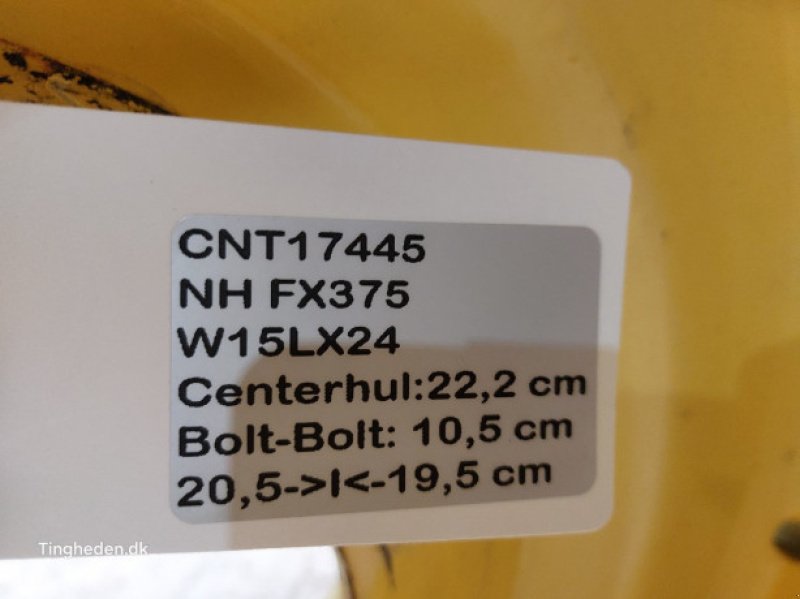 CNT17445
NH FX375
W15LX24
Centerhul:22,2 cm
Bolt-Bolt: 10,5 cm
20,5->I<-19,5 cm
Tingheden.dk